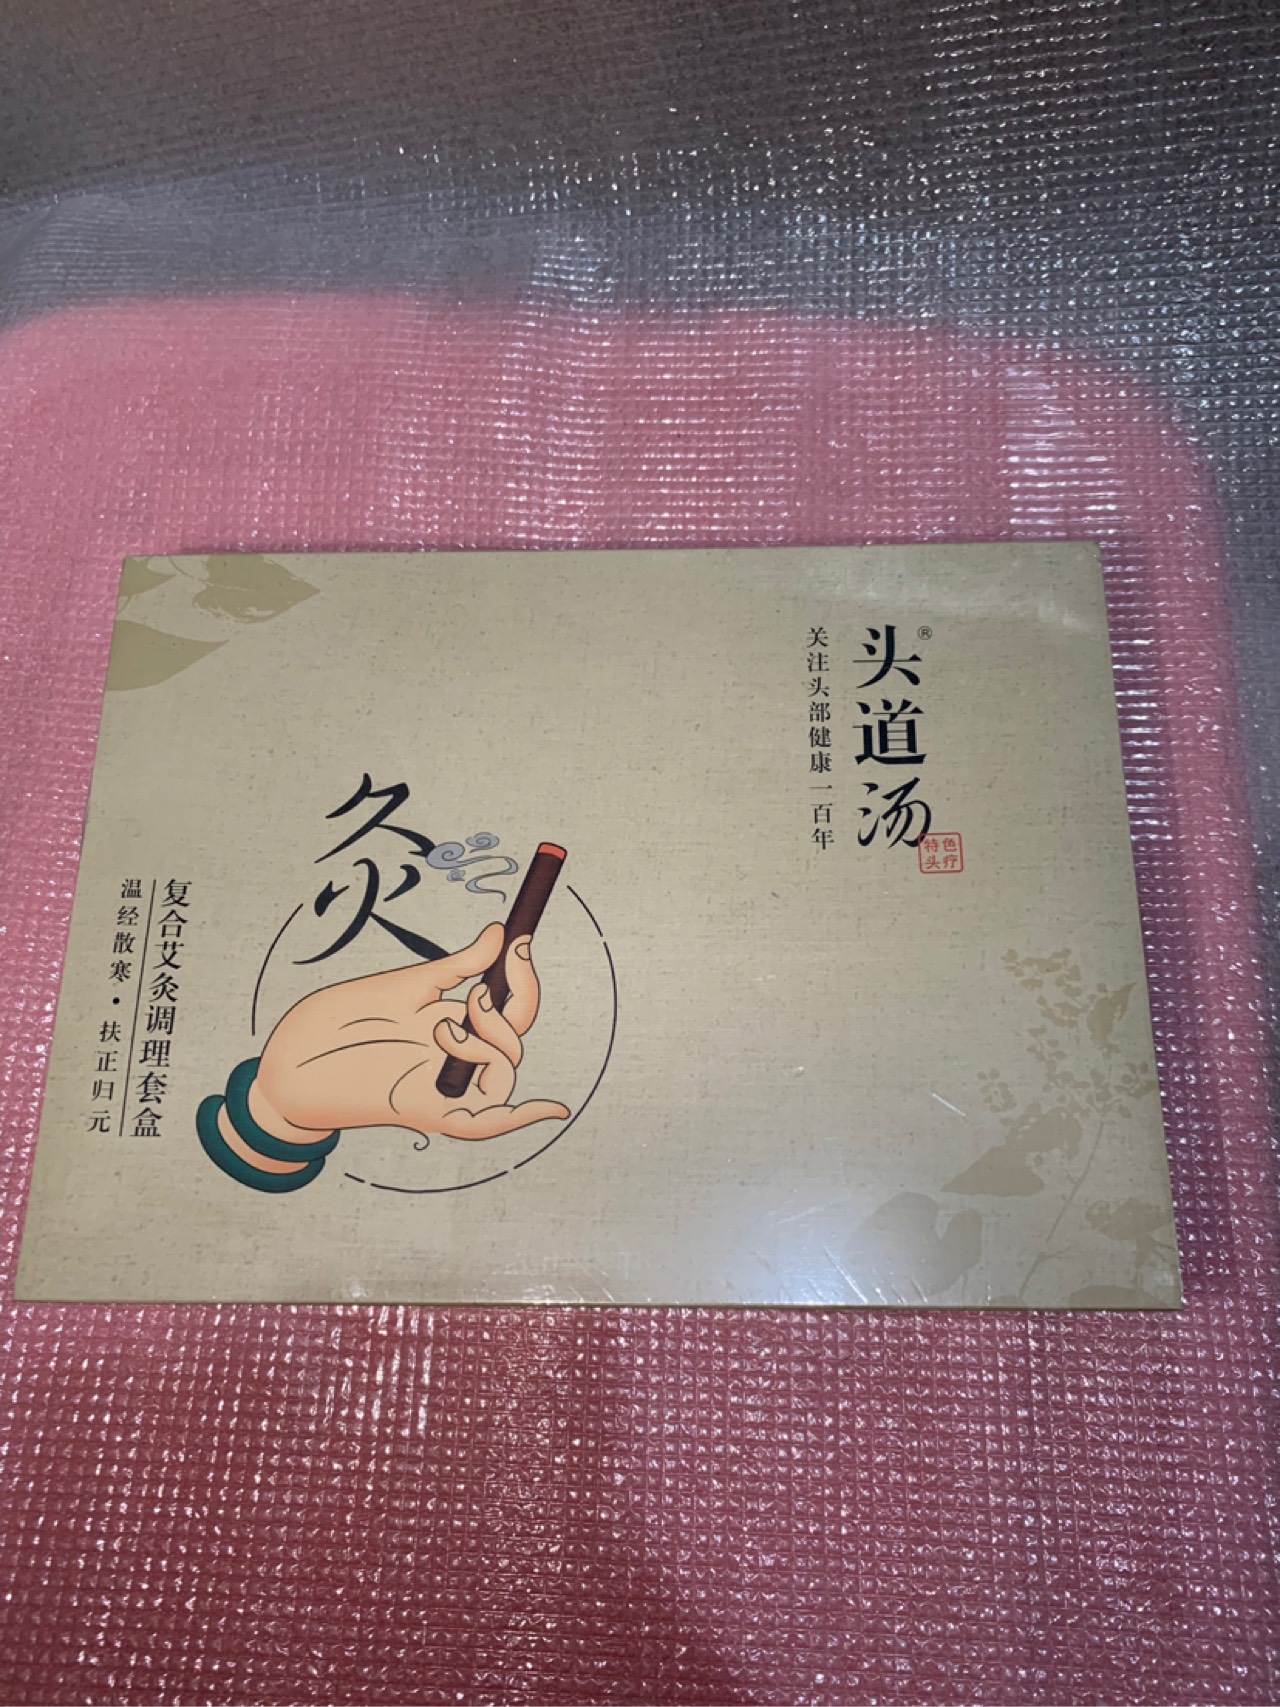 头道汤®
特色
头疗
关注头部健康一百年
灸
复合艾灸调理套盒
温经散寒·扶正归元